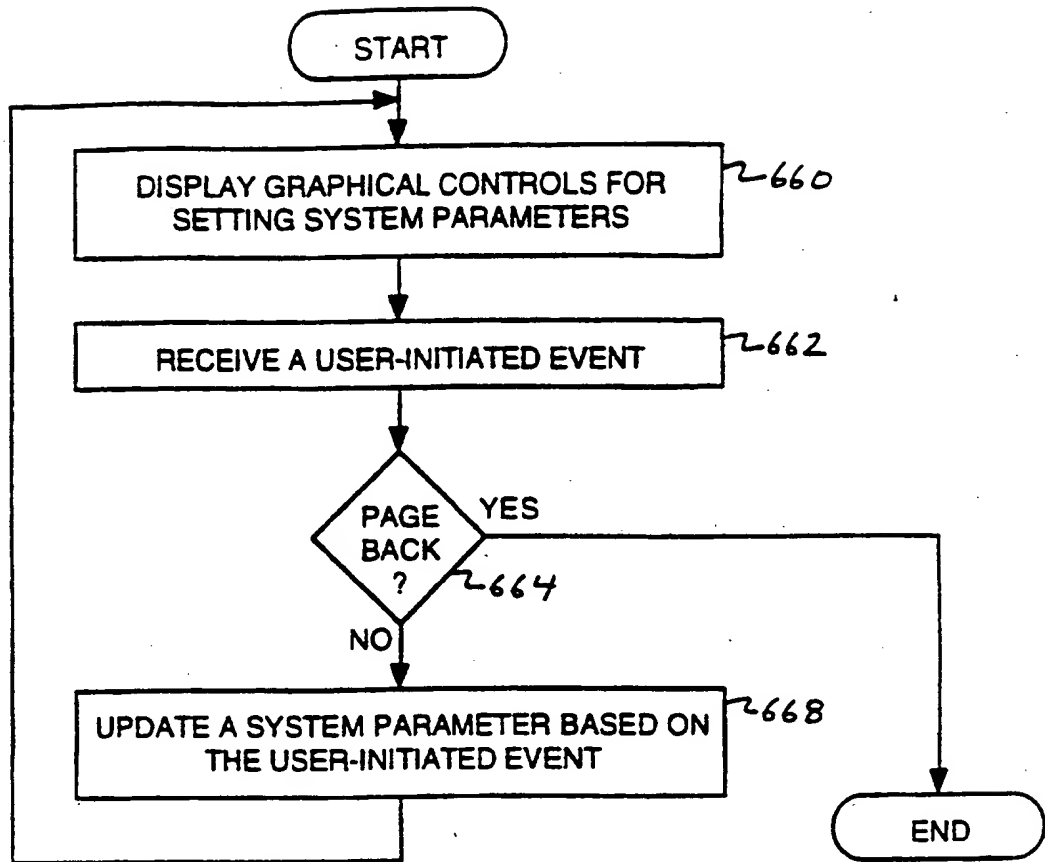 START
DISPLAY GRAPHICAL CONTROLS FOR
SETTING SYSTEM PARAMETERS
660
RECEIVE A USER-INITIATED EVENT
662
PAGE
BACK
?
YES
664
NO
UPDATE A SYSTEM PARAMETER BASED ON
THE USER-INITIATED EVENT
668
END